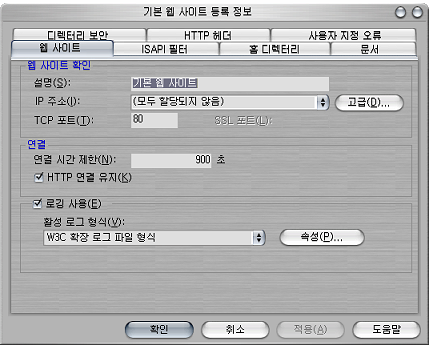 기본 웹 사이트 등록 정보
디렉터리 보안 HTTP 헤더 사용자 지정 오류
웹 사이트 ISAPI 필터 홈 디렉터리 문서
웹 사이트 확인
설명(S): 기본 웹 사이트
IP 주소(I): (모두 할당되지 않음) 고급(D)...
TCP 포트(T): 80 SSL 포트(L):
연결
연결 시간 제한(N): 900 초
HTTP 연결 유지(K)
로깅 사용(E)
활성 로그 형식(V):
W3C 확장 로그 파일 형식 속성(P)...
확인 취소 적용(A) 도움말